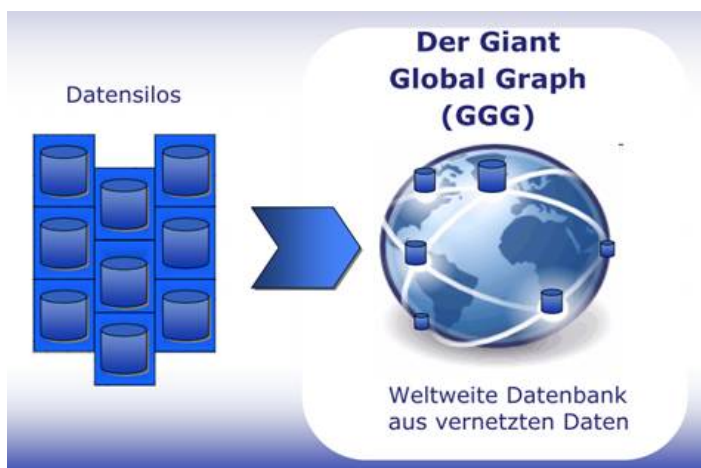 Datensilos
Der Giant
Global Graph
(GGG)
Weltweite Datenbank
aus vernetzten Daten